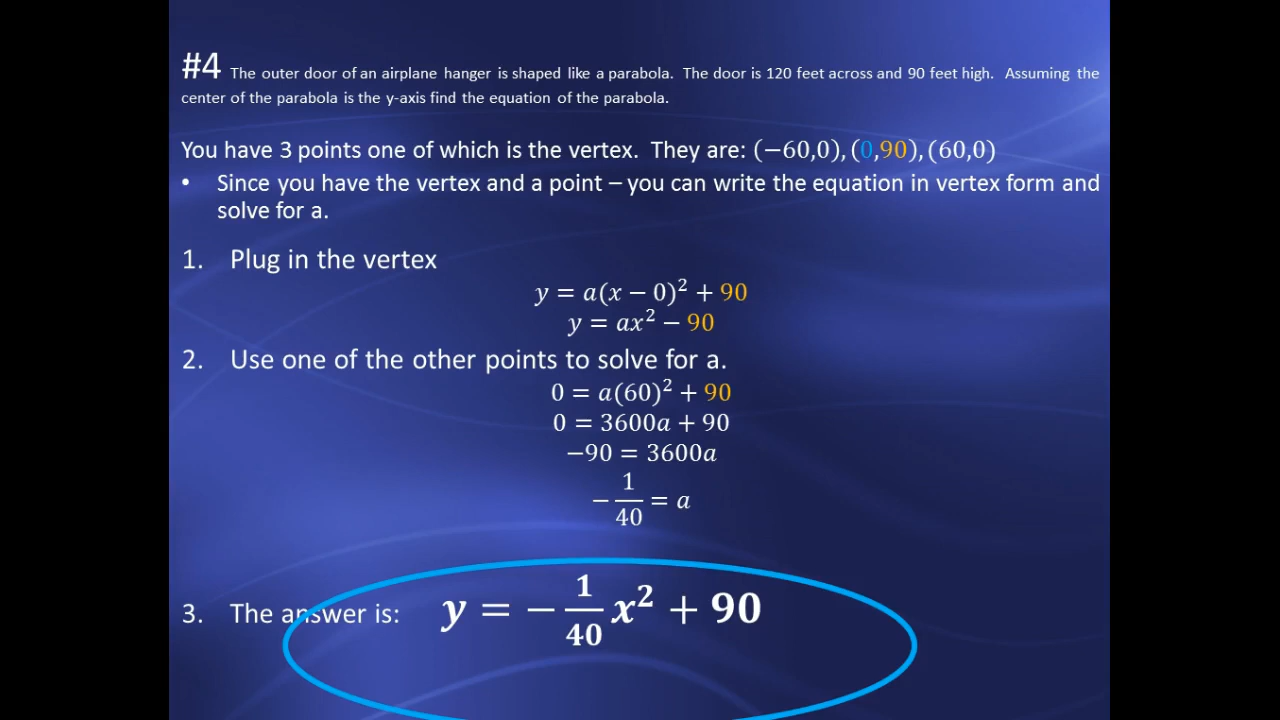 #4 The outer door of an airplane hanger is shaped like a parabola. The door is 120 feet across and 90 feet high. Assuming the
center of the parabola is the y-axis find the equation of the parabola.
You have 3 points one of which is the vertex. They are: (−60,0), (0,90), (60,0)
• Since you have the vertex and a point – you can write the equation in vertex form and
solve for a.
1. Plug in the vertex
y = a(x − 0)² + 90
y = ax² − 90
2. Use one of the other points to solve for a.
0 = a(60)² + 90
0 = 3600a + 90
−90 = 3600a
−1/40 = a
3. The answer is: y = −1/40 x² + 90